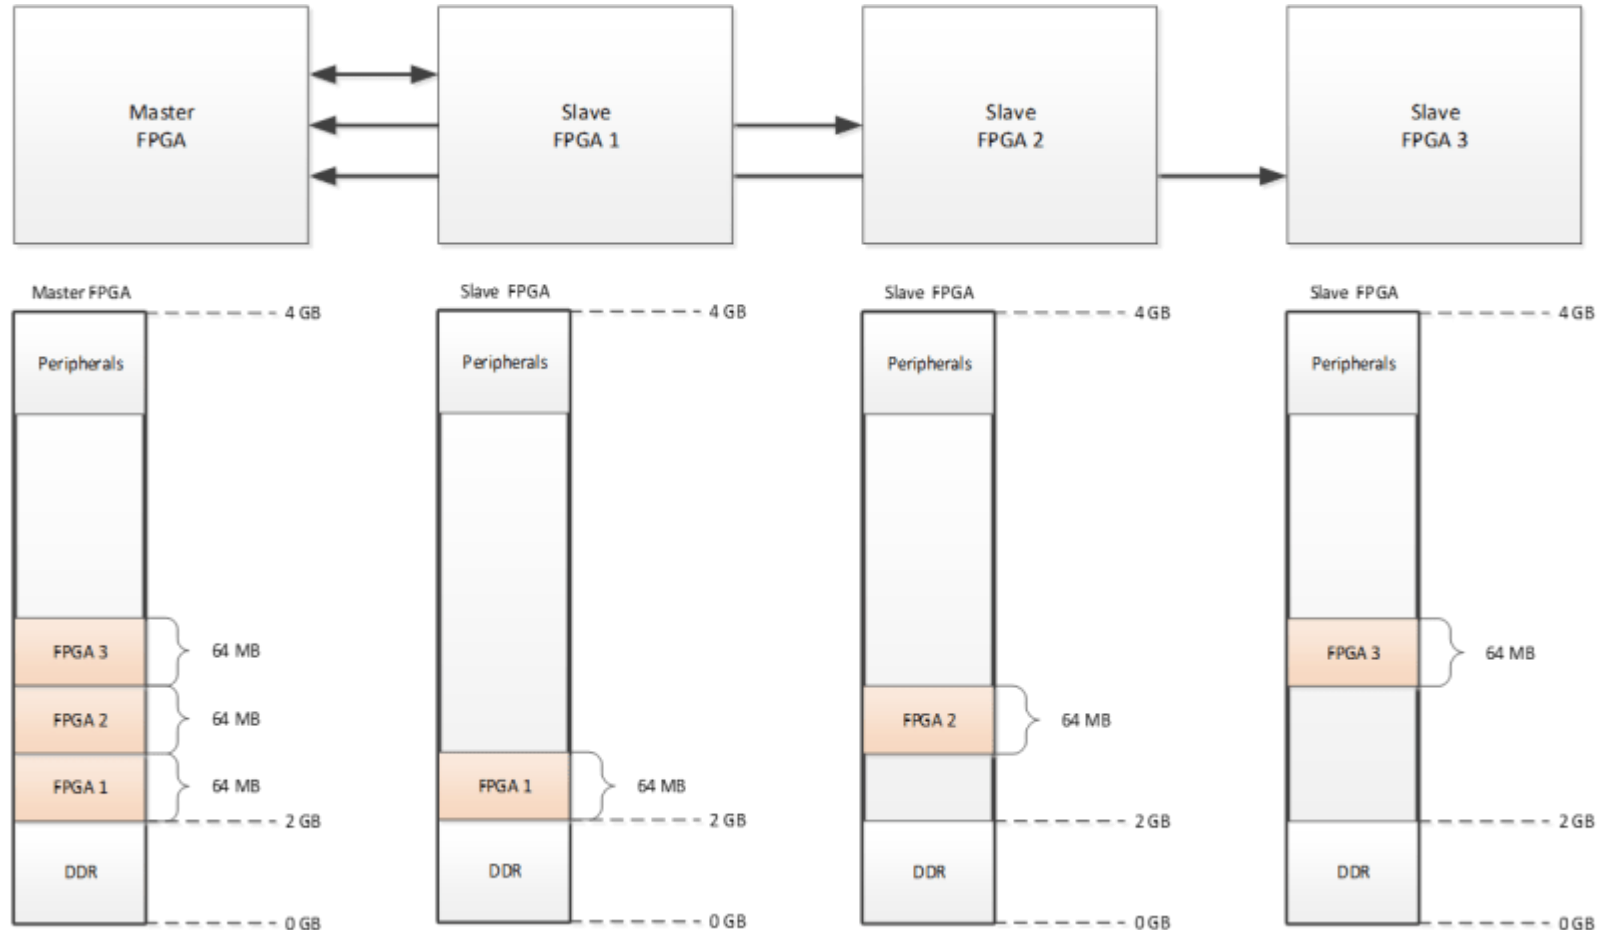 Master
FPGA
Slave
FPGA 1
Slave
FPGA 2
Slave
FPGA 3
Master FPGA
4 GB
Peripherals
FPGA 3
64 MB
FPGA 2
64 MB
FPGA 1
64 MB
2 GB
DDR
0 GB
Slave FPGA
4 GB
Peripherals
FPGA 1
64 MB
2 GB
DDR
0 GB
Slave FPGA
4 GB
Peripherals
FPGA 2
64 MB
2 GB
DDR
0 GB
Slave FPGA
4 GB
Peripherals
FPGA 3
64 MB
2 GB
DDR
0 GB